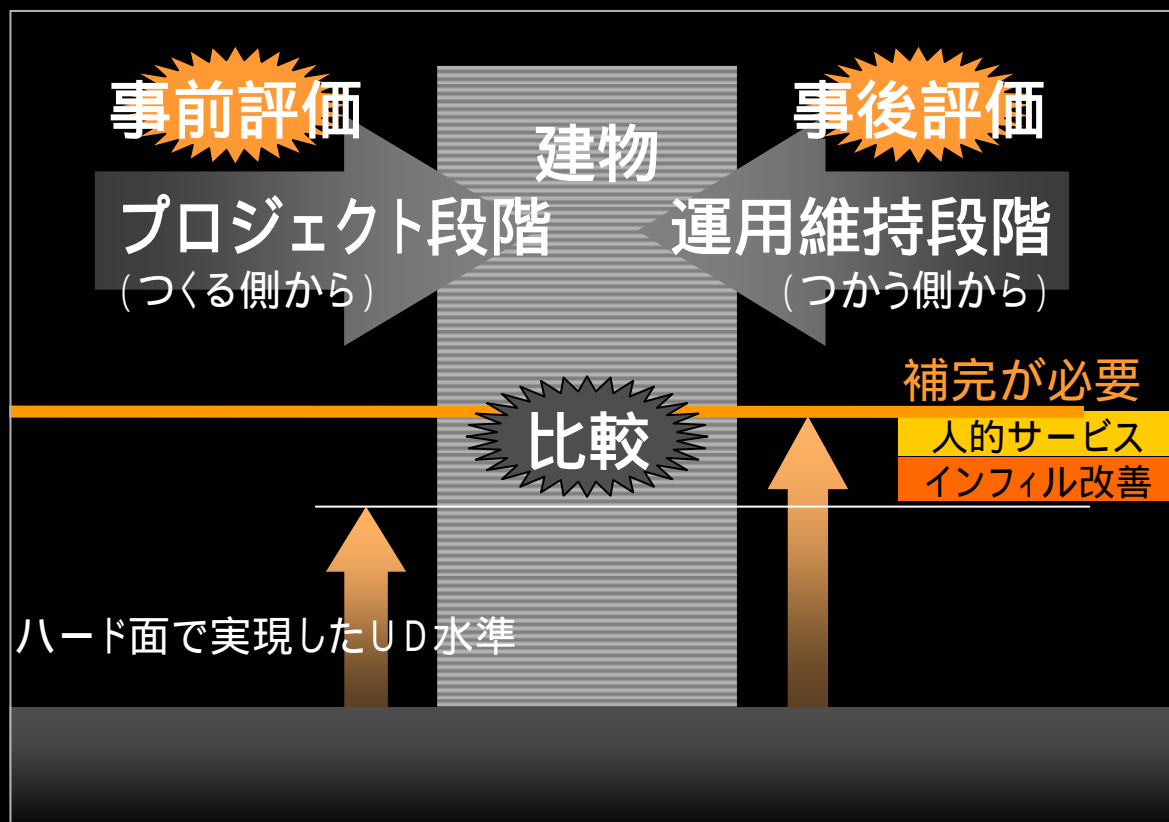 事前評価
プロジェクト段階
(つくる側から)
建物
事後評価
運用維持段階
(つかう側から)
比較
補完が必要
人的サービス
インフィル改善
ハード面で実現したＵＤ水準